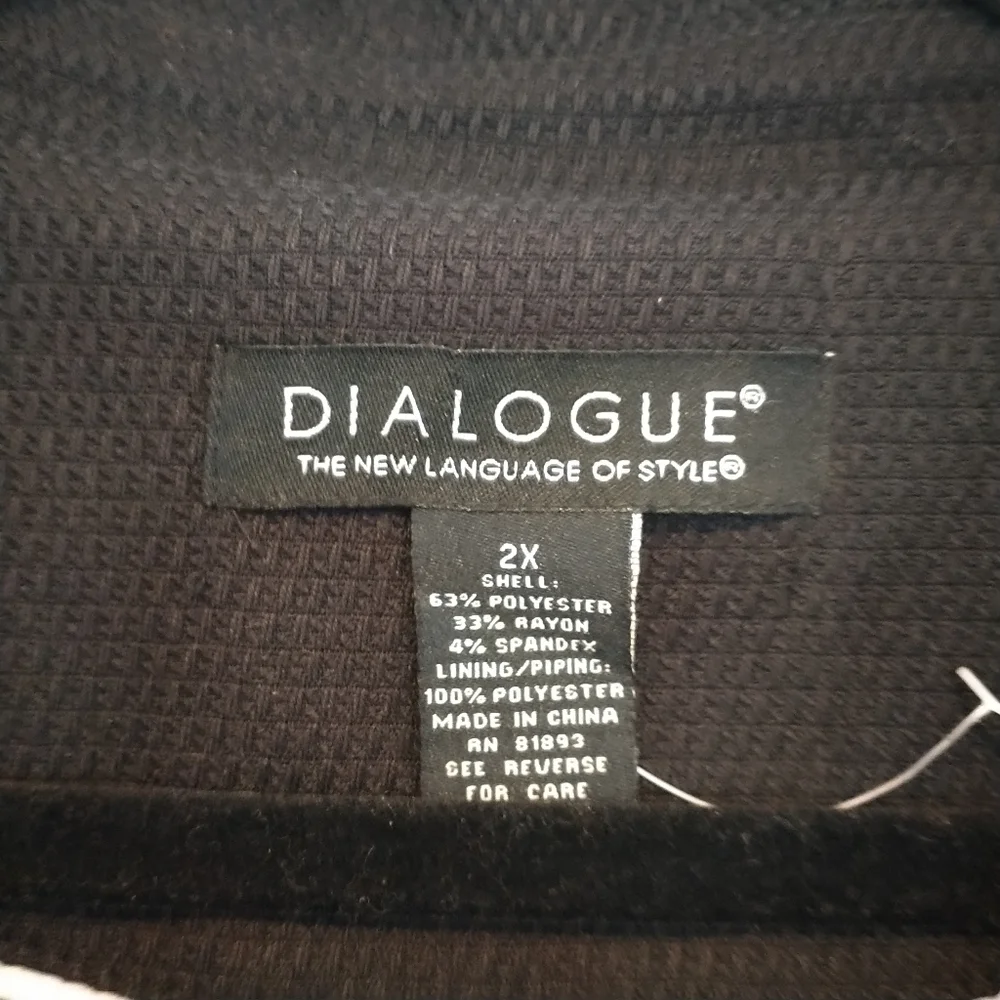 DIALOGUE®
THE NEW LANGUAGE OF STYLE®
2X
SHELL:
63% POLYESTER
33% RAYON
4% SPANDEX
LINING/PIPING:
100% POLYESTER
MADE IN CHINA
RN 81893
SEE REVERSE
FOR CARE